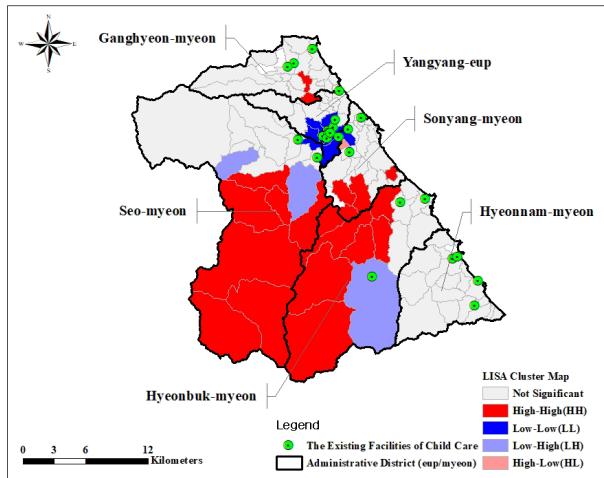 N
W E
S
Ganghyeon-myeon
Yangyang-eup
Sonyang-myeon
Seo-myeon
Hyeonnam-myeon
Hyeonbuk-myeon
LISA Cluster Map
Not Significant
High-High(HH)
Low-Low(LL)
Low-High(LH)
High-Low(HL)
Legend
The Existing Facilities of Child Care
Administrative District (eup/myeon)
0 3 6 12
Kilometers